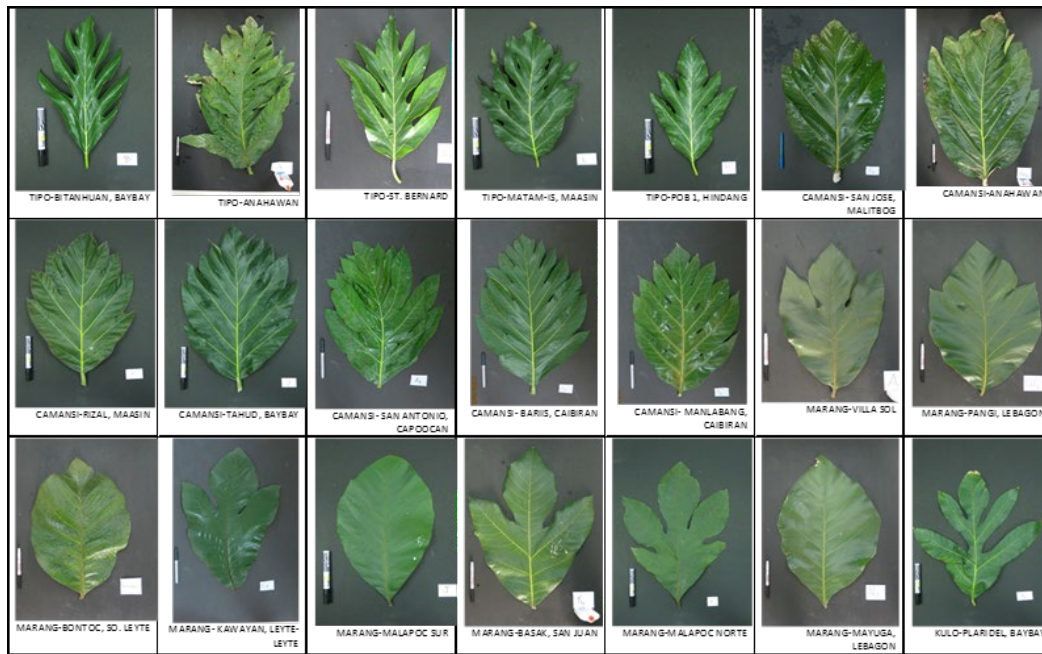 TIPO-BITANHUAN, BAYBAY
TIPO-ANAHAWAN
TIPO-ST. BERNARD
TIPO-MATAM-IS, MAASIN
TIPO-POB 1, HINDANG
CAMANSI- SAN JOSE,
MALITBOG
CAMANSI-ANAHAWAN
CAMANSI-RIZAL, MAASIN
CAMANSI-TAHUD, BAYBAY
CAMANSI- SAN ANTONIO,
CAPOOCAN
CAMANSI- BARIIS, CAIBIRAN
CAMANSI- MANLABANG,
CAIBIRAN
MARANG-VILLA SOL
MARANG-PANGI, LEBAGON
MARANG-BONTOC, SO. LEYTE
MARANG - KAWAYAN, LEYTE-
LEYTE
MARANG-MALAPOC SUR
MARANG-BASAK, SAN JUAN
MARANG-MALAPOC NORTE
MARANG-MAYUGA,
LEBAGON
KULO-PLARIDEL, BAYBAY